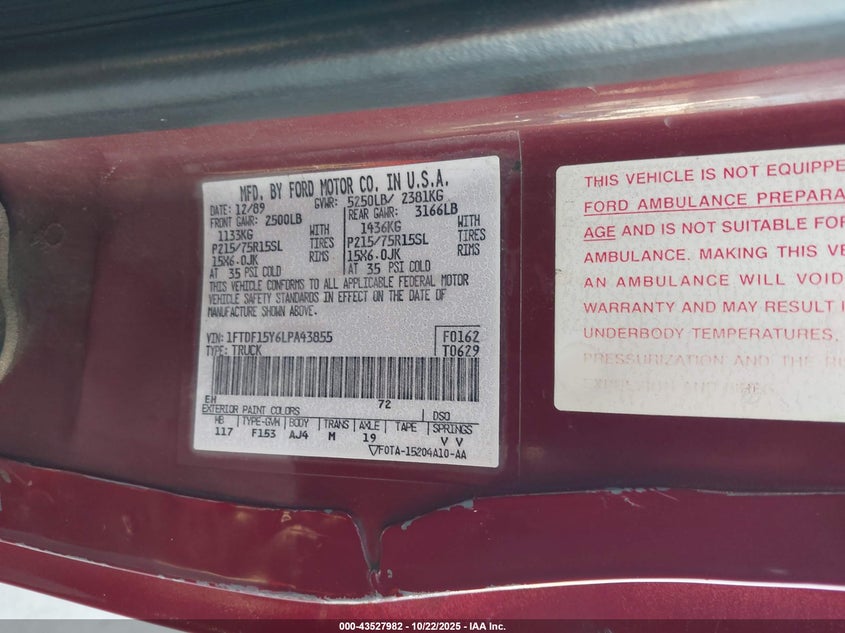 MFD. BY FORD MOTOR CO. IN U.S.A.
DATE: 12/89 GVWR: 5250LB/ 2381KG
FRONT GAWR: 2500LB REAR GAWR: 3166LB
1133KG WITH 1436KG WITH
P215/75R15SL TIRES P215/75R15SL TIRES
15X6.0JK RIMS 15X6.0JK RIMS
AT 35 PSI COLD AT 35 PSI COLD
THIS VEHICLE CONFORMS TO ALL APPLICABLE FEDERAL MOTOR
VEHICLE SAFETY STANDARDS IN EFFECT ON THE DATE OF
MANUFACTURE SHOWN ABOVE.
VIN: 1FTDF15Y6LPA43855 F0162
TYPE: TRUCK T0629
EH 72
EXTERIOR PAINT COLORS DSO
WB TYPE-GVW BODY TRANS AXLE TAPE SPRINGS
117 F153 AJ4 M 19 V V
F0TA-15204A10-AA
THIS VEHICLE IS NOT EQUIPPE
FORD AMBULANCE PREPARA
AGE AND IS NOT SUITABLE FOR
AMBULANCE. MAKING THIS VE
AN AMBULANCE WILL VOID
WARRANTY AND MAY RESULT I
UNDERBODY TEMPERATURES,
PRESSURIZATION AND THE
000-43527982 - 10/22/2025 - IAA Inc.